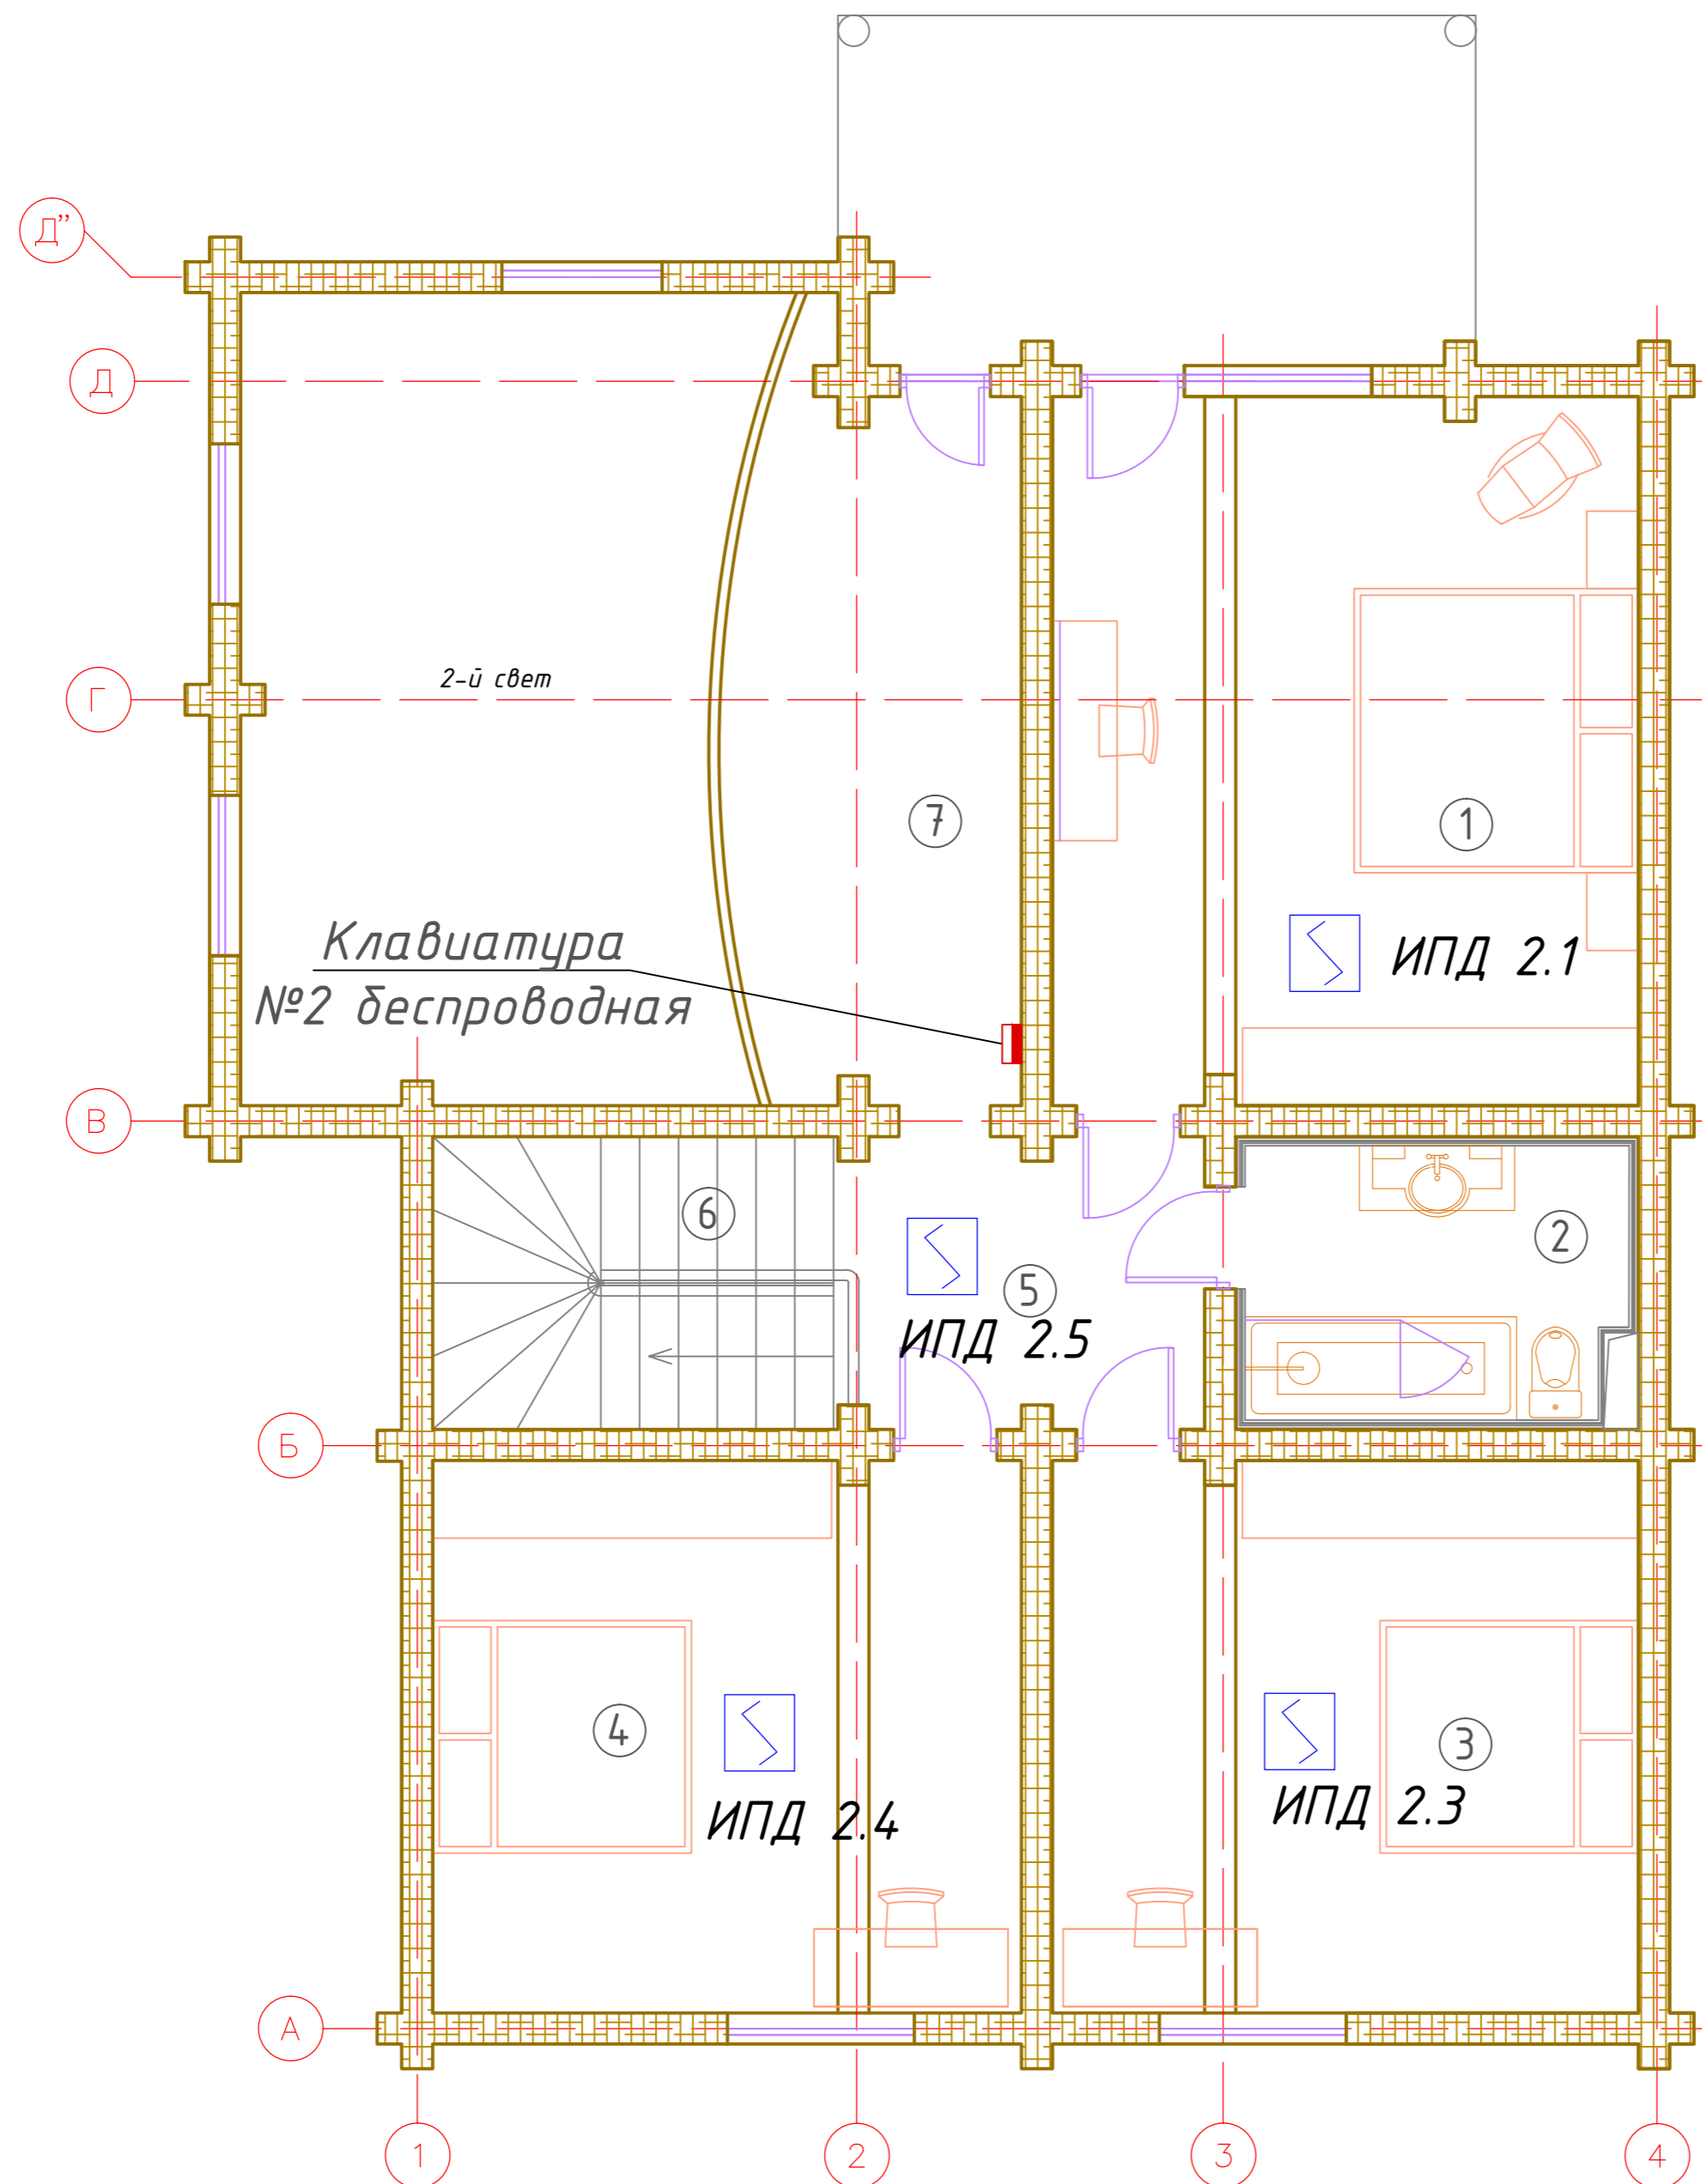 Д”
Д
2-й свет
Г
7
1
Клавиатура
№2 беспроводная
ИПД 2.1
В
6
2
5
ИПД 2.5
Б
4
3
ИПД 2.4
ИПД 2.3
А
1
2
3
4